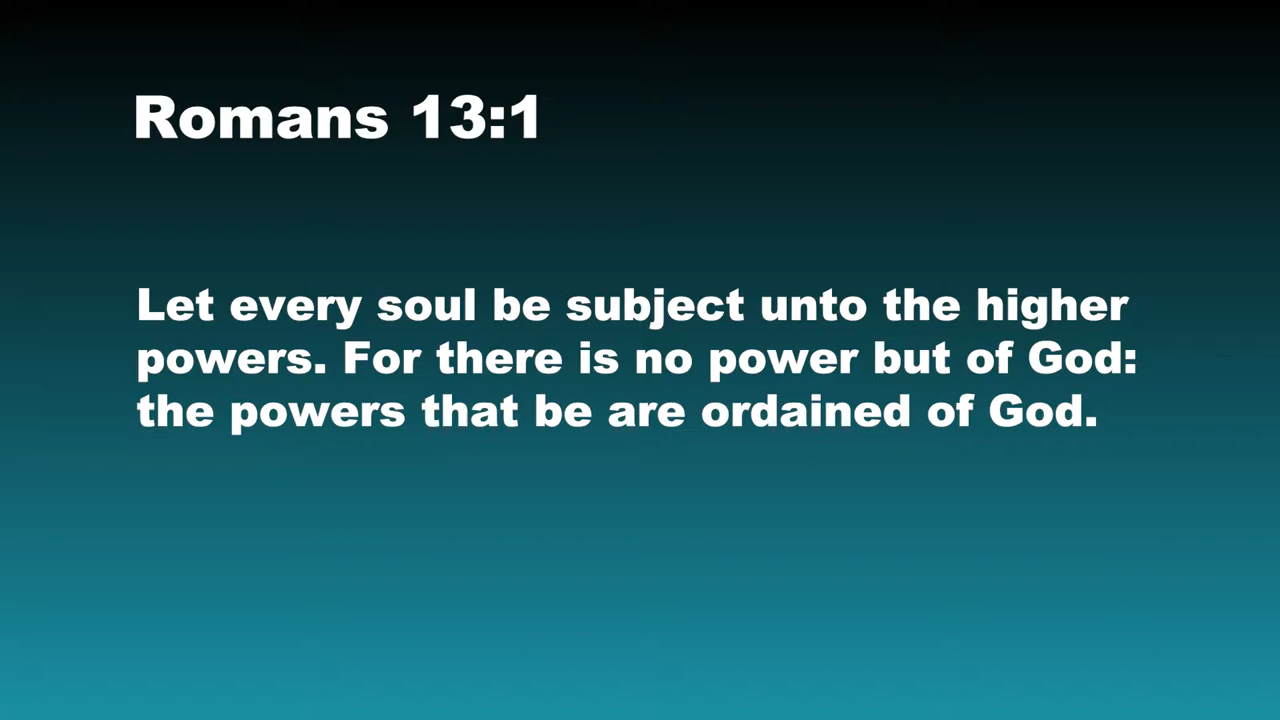 Romans 13:1
Let every soul be subject unto the higher
powers. For there is no power but of God:
the powers that be are ordained of God.